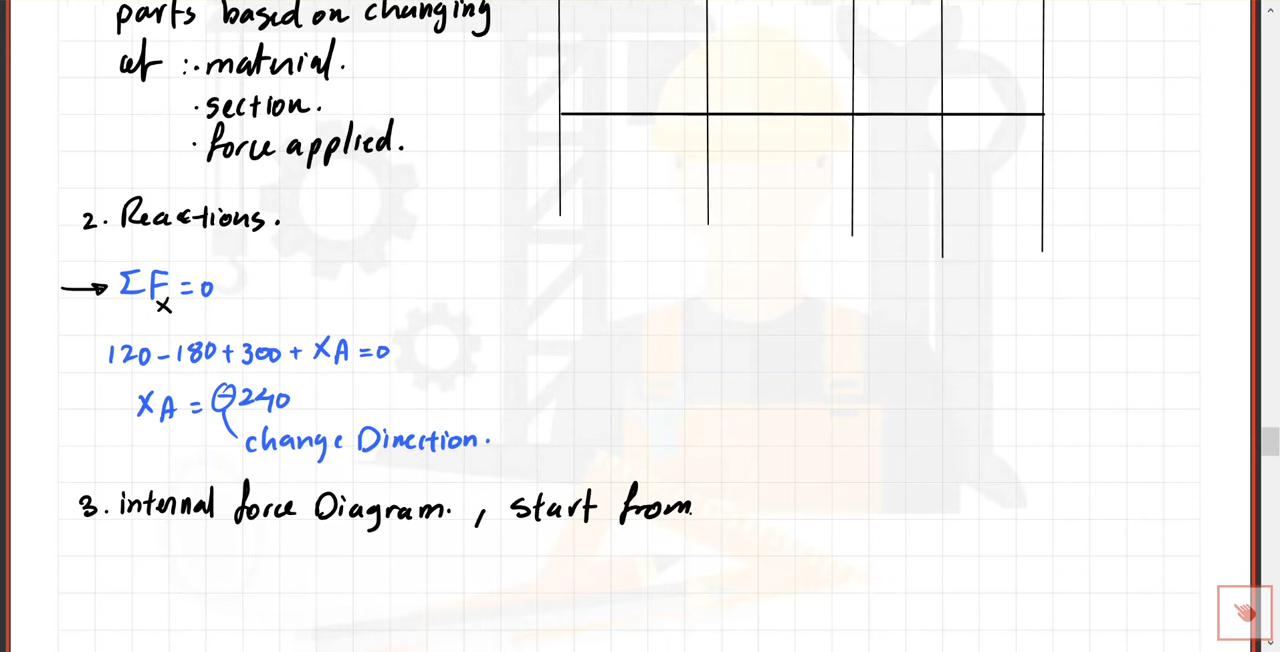 parts based on changing
at : · material.
· section.
· force applied.
2. Reactions.
→ ΣFx = 0
120 - 180 + 300 + XA = 0
XA = -240
change Direction.
3. internal force Diagram. , start from